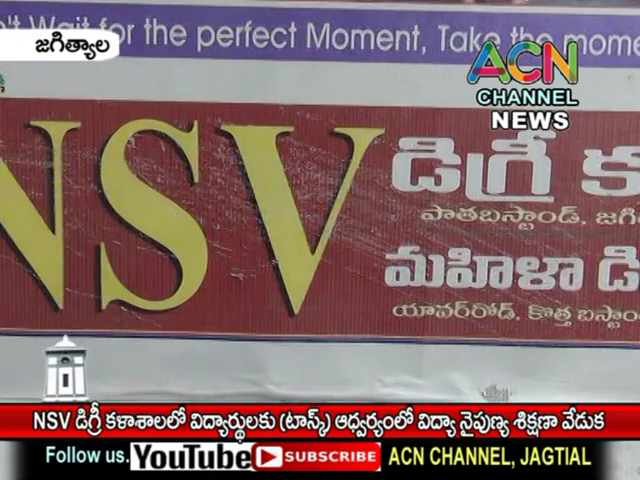 n't Wait for the perfect Moment, Take the mome
జగిత్యాల
ACN
CHANNEL
NEWS
NSV
డిగ్రీ క
పాతబస్టాండ్, జగి
మహిళా డి
యావర్‌రోడ్, కొత్త బస్టాం
NSV డిగ్రీ కళాశాలలో విద్యార్థులకు (టాస్క్) ఆధ్వర్యంలో విద్యా నైపుణ్య శిక్షణా వేడుక
Follow us. YouTube SUBSCRIBE ACN CHANNEL, JAGTIAL